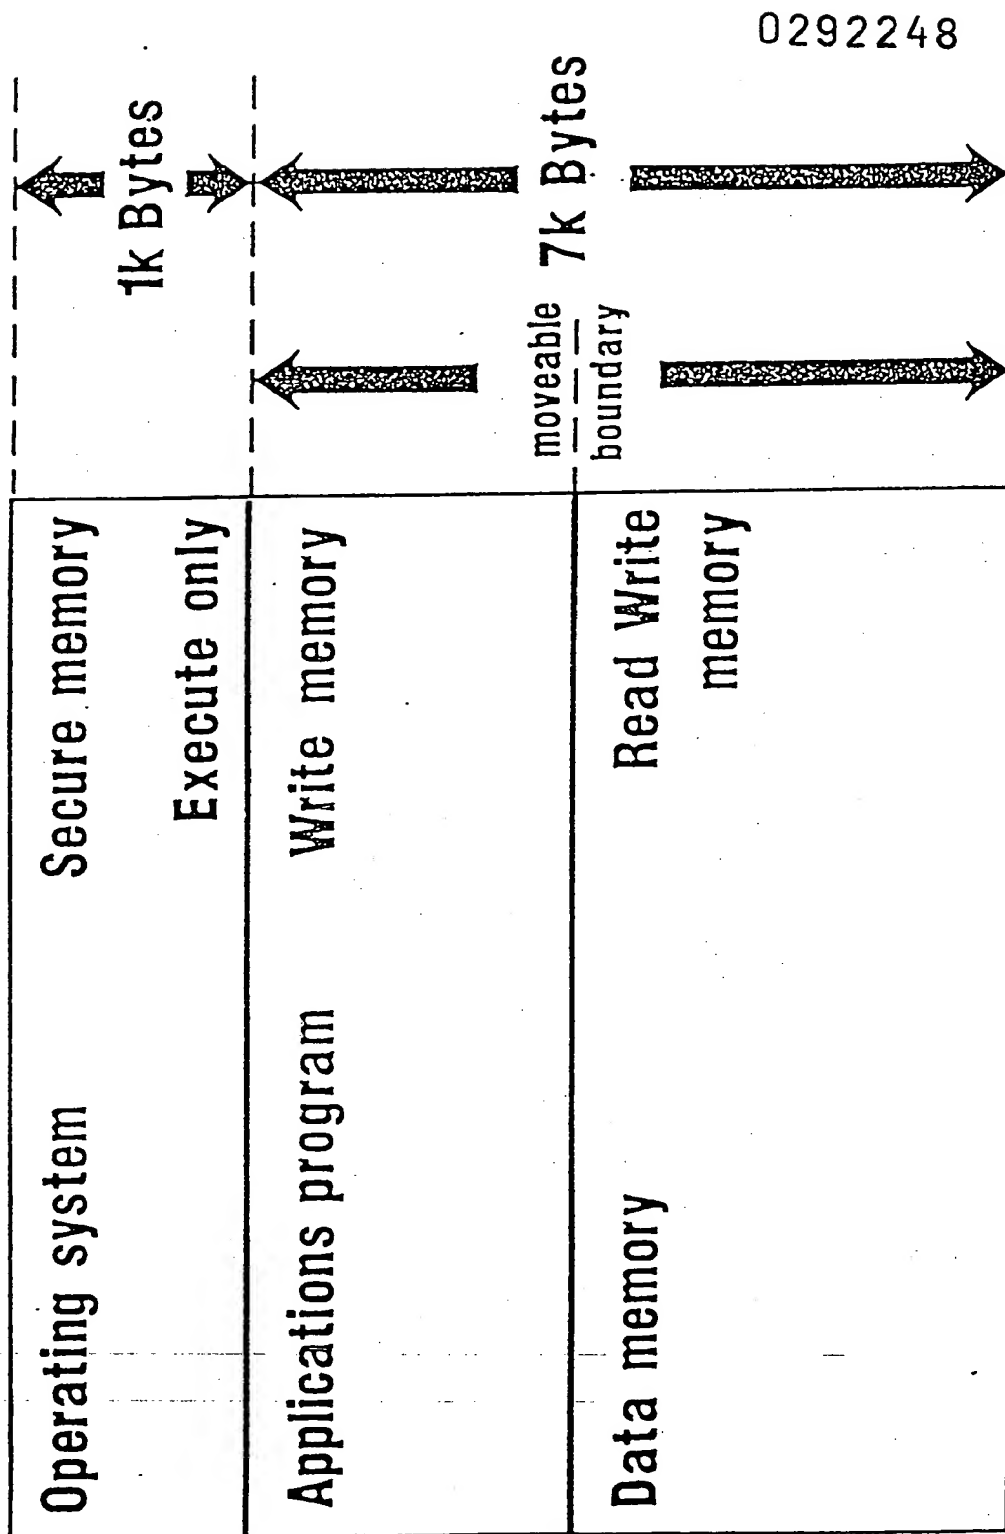 0292248
Operating system Secure memory 1k Bytes
Execute only
Applications program Write memory
moveable 7k Bytes
boundary
Data memory Read Write
memory